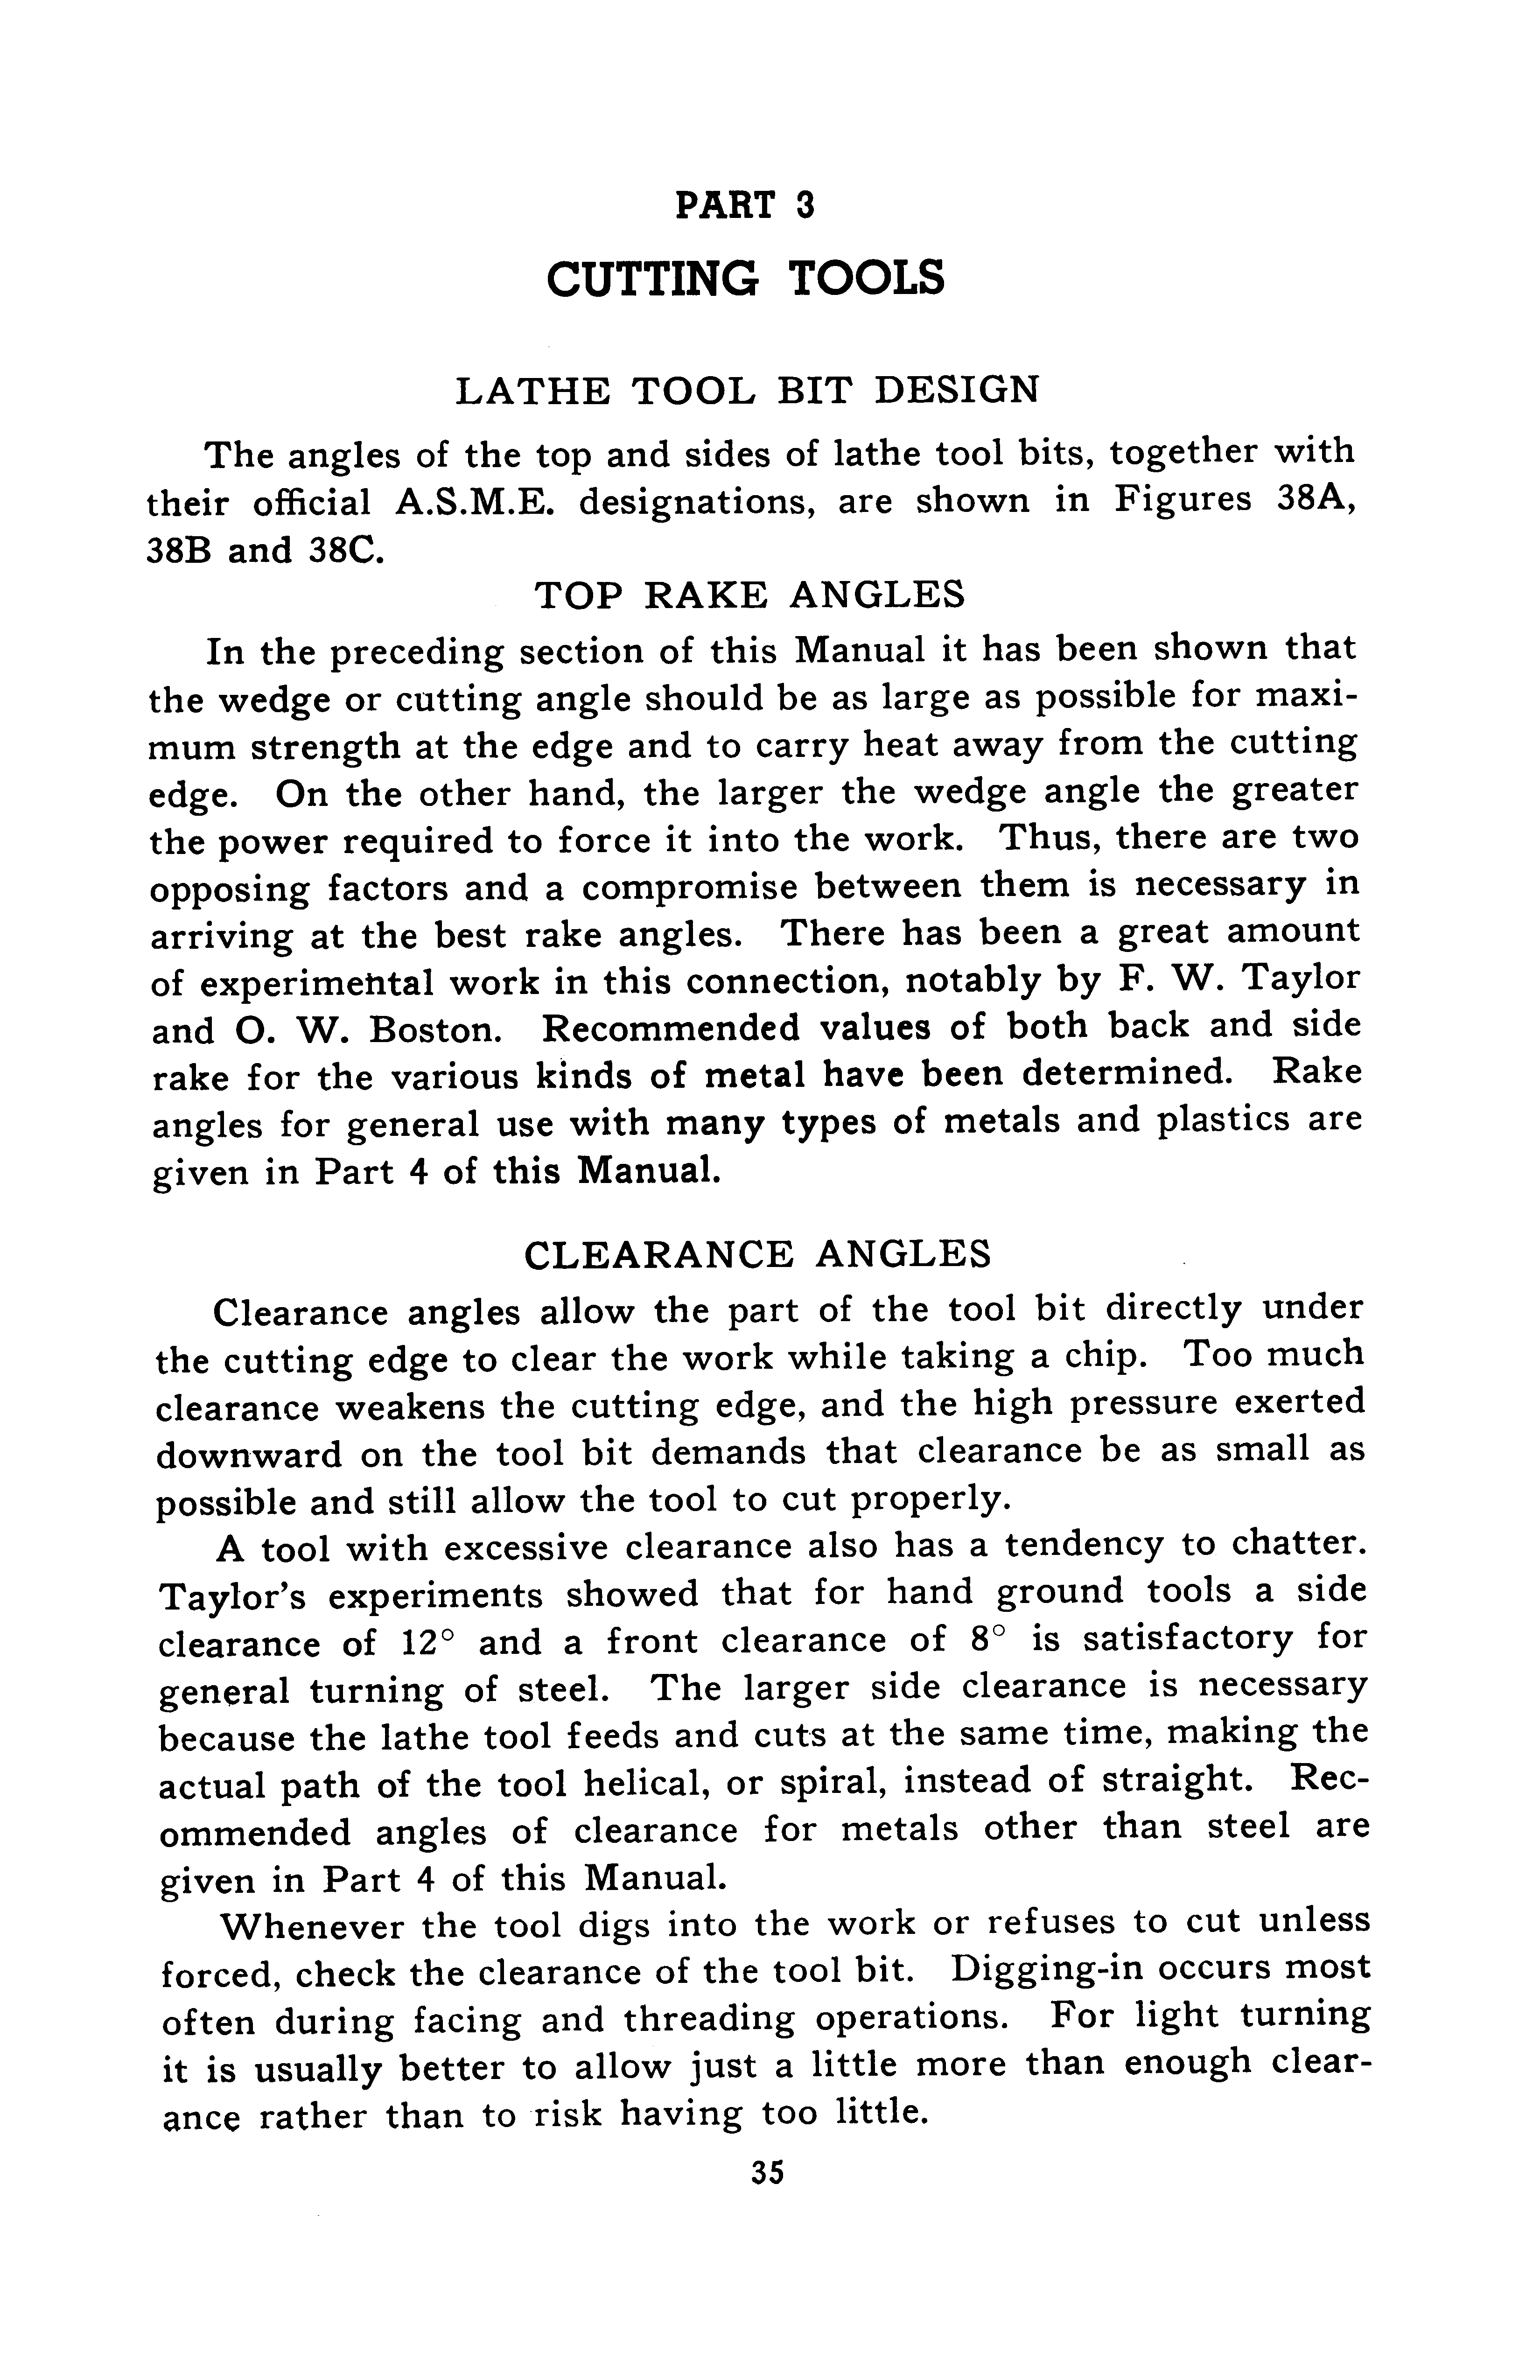 PART 3
CUTTING TOOLS
LATHE TOOL BIT DESIGN
The angles of the top and sides of lathe tool bits, together with
their official A.S.M.E. designations, are shown in Figures 38A,
38B and 38C.
TOP RAKE ANGLES
In the preceding section of this Manual it has been shown that
the wedge or cutting angle should be as large as possible for maxi-
mum strength at the edge and to carry heat away from the cutting
edge. On the other hand, the larger the wedge angle the greater
the power required to force it into the work. Thus, there are two
opposing factors and a compromise between them is necessary in
arriving at the best rake angles. There has been a great amount
of experimental work in this connection, notably by F. W. Taylor
and O. W. Boston. Recommended values of both back and side
rake for the various kinds of metal have been determined. Rake
angles for general use with many types of metals and plastics are
given in Part 4 of this Manual.
CLEARANCE ANGLES
Clearance angles allow the part of the tool bit directly under
the cutting edge to clear the work while taking a chip. Too much
clearance weakens the cutting edge, and the high pressure exerted
downward on the tool bit demands that clearance be as small as
possible and still allow the tool to cut properly.
A tool with excessive clearance also has a tendency to chatter.
Taylor's experiments showed that for hand ground tools a side
clearance of 12° and a front clearance of 8° is satisfactory for
general turning of steel. The larger side clearance is necessary
because the lathe tool feeds and cuts at the same time, making the
actual path of the tool helical, or spiral, instead of straight. Rec-
ommended angles of clearance for metals other than steel are
given in Part 4 of this Manual.
Whenever the tool digs into the work or refuses to cut unless
forced, check the clearance of the tool bit. Digging-in occurs most
often during facing and threading operations. For light turning
it is usually better to allow just a little more than enough clear-
ance rather than to risk having too little.
35